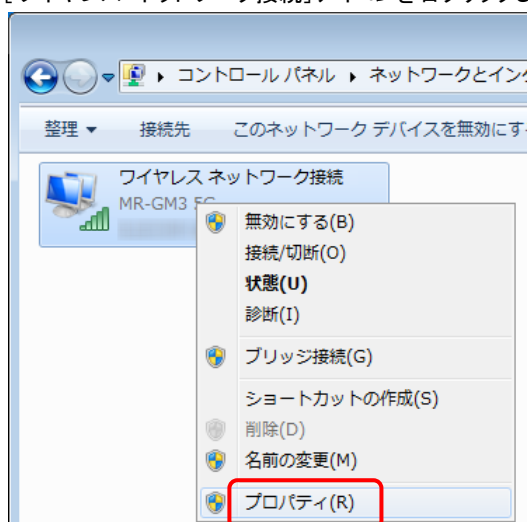 コントロール パネル ▸ ネットワークとイン
整理 ▼ 接続先 このネットワーク デバイスを無効にす
ワイヤレス ネットワーク接続
MR-GM3 5G
無効にする(B)
接続/切断(O)
状態(U)
診断(I)
ブリッジ接続(G)
ショートカットの作成(S)
削除(D)
名前の変更(M)
プロパティ(R)